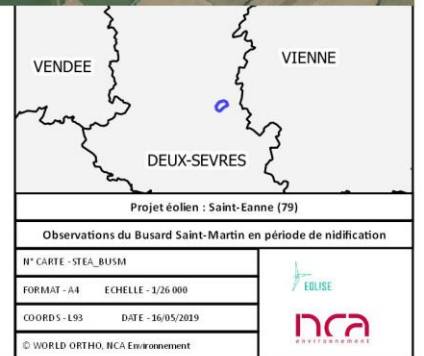 VENDEE
VIENNE
DEUX-SEVRES
Projet éolien : Saint-Eanne (79)
Observations du Busard Saint-Martin en période de nidification
N° CARTE - STEA_BUSM
FORMAT - A4 ECHELLE - 1/26 000
COORDS - L93 DATE - 16/05/2019
© WORLD ORTHO, NCA Environnement
EOLISE
nca
environnement